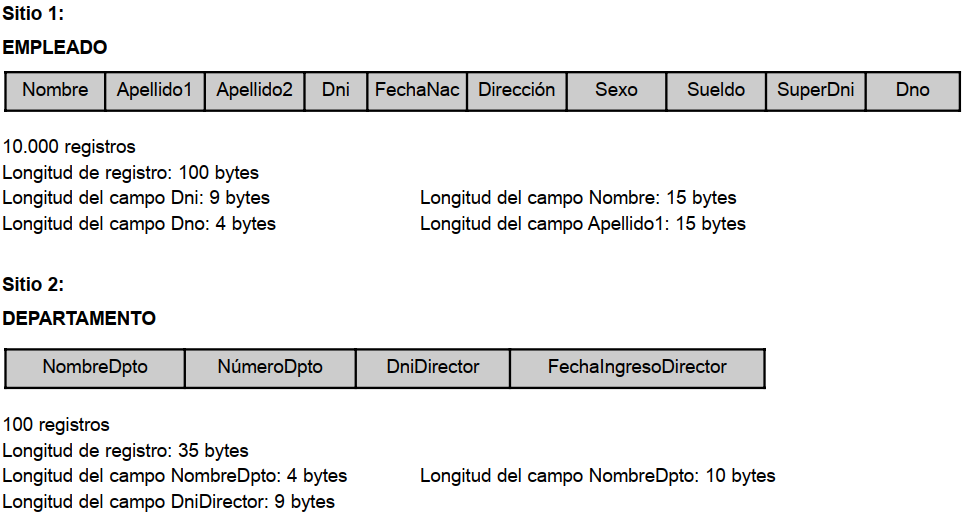 Sitio 1:
EMPLEADO
Nombre Apellido1 Apellido2 Dni FechaNac Dirección Sexo Sueldo SuperDni Dno
10.000 registros
Longitud de registro: 100 bytes
Longitud del campo Dni: 9 bytes Longitud del campo Nombre: 15 bytes
Longitud del campo Dno: 4 bytes Longitud del campo Apellido1: 15 bytes
Sitio 2:
DEPARTAMENTO
NombreDpto NúmeroDpto DniDirector FechaIngresoDirector
100 registros
Longitud de registro: 35 bytes
Longitud del campo NombreDpto: 4 bytes Longitud del campo NombreDpto: 10 bytes
Longitud del campo DniDirector: 9 bytes